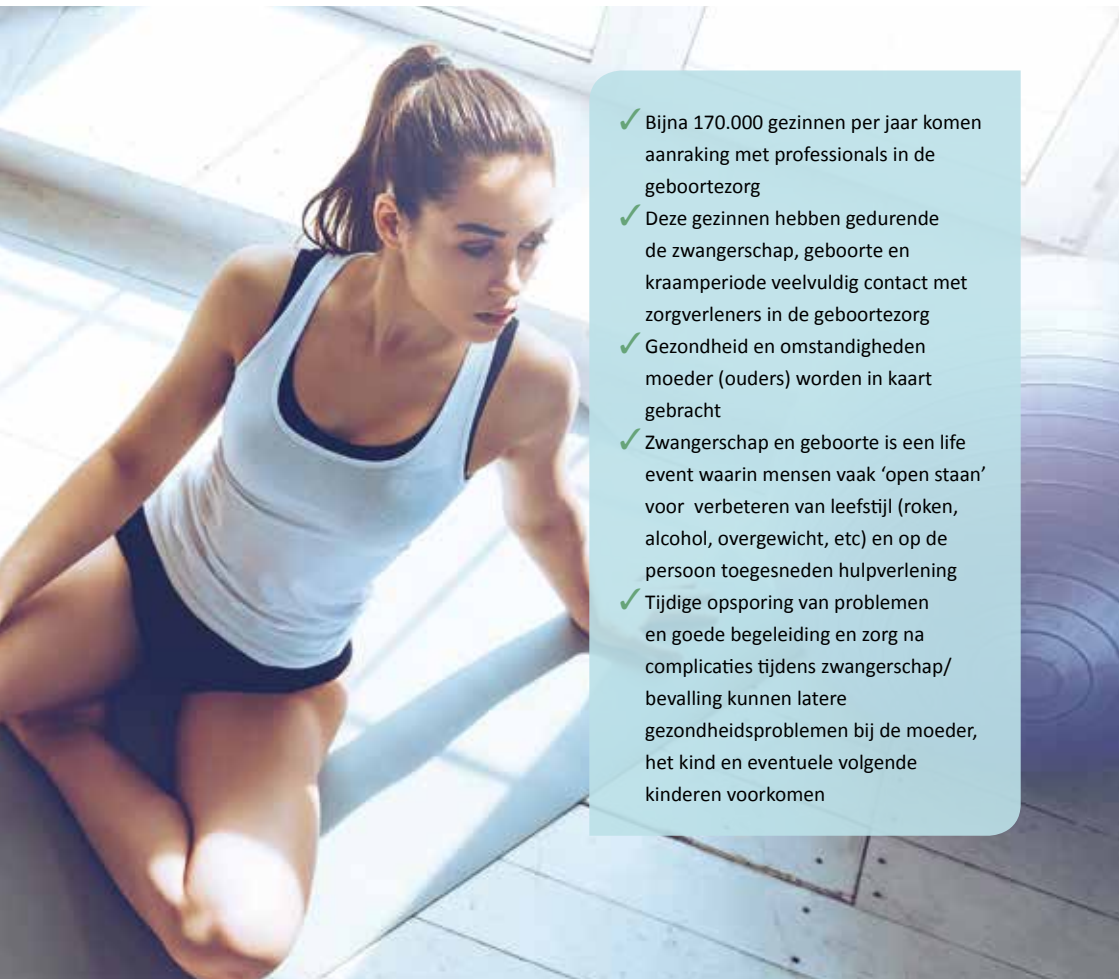 ✓ Bijna 170.000 gezinnen per jaar komen
aanraking met professionals in de
geboortezorg
✓ Deze gezinnen hebben gedurende
de zwangerschap, geboorte en
kraamperiode veelvuldig contact met
zorgverleners in de geboortezorg
✓ Gezondheid en omstandigheden
moeder (ouders) worden in kaart
gebracht
✓ Zwangerschap en geboorte is een life
event waarin mensen vaak ‘open staan’
voor  verbeteren van leefstijl (roken,
alcohol, overgewicht, etc) en op de
persoon toegesneden hulpverlening
✓ Tijdige opsporing van problemen
en goede begeleiding en zorg na
complicaties tijdens zwangerschap/
bevalling kunnen latere
gezondheidsproblemen bij de moeder,
het kind en eventuele volgende
kinderen voorkomen